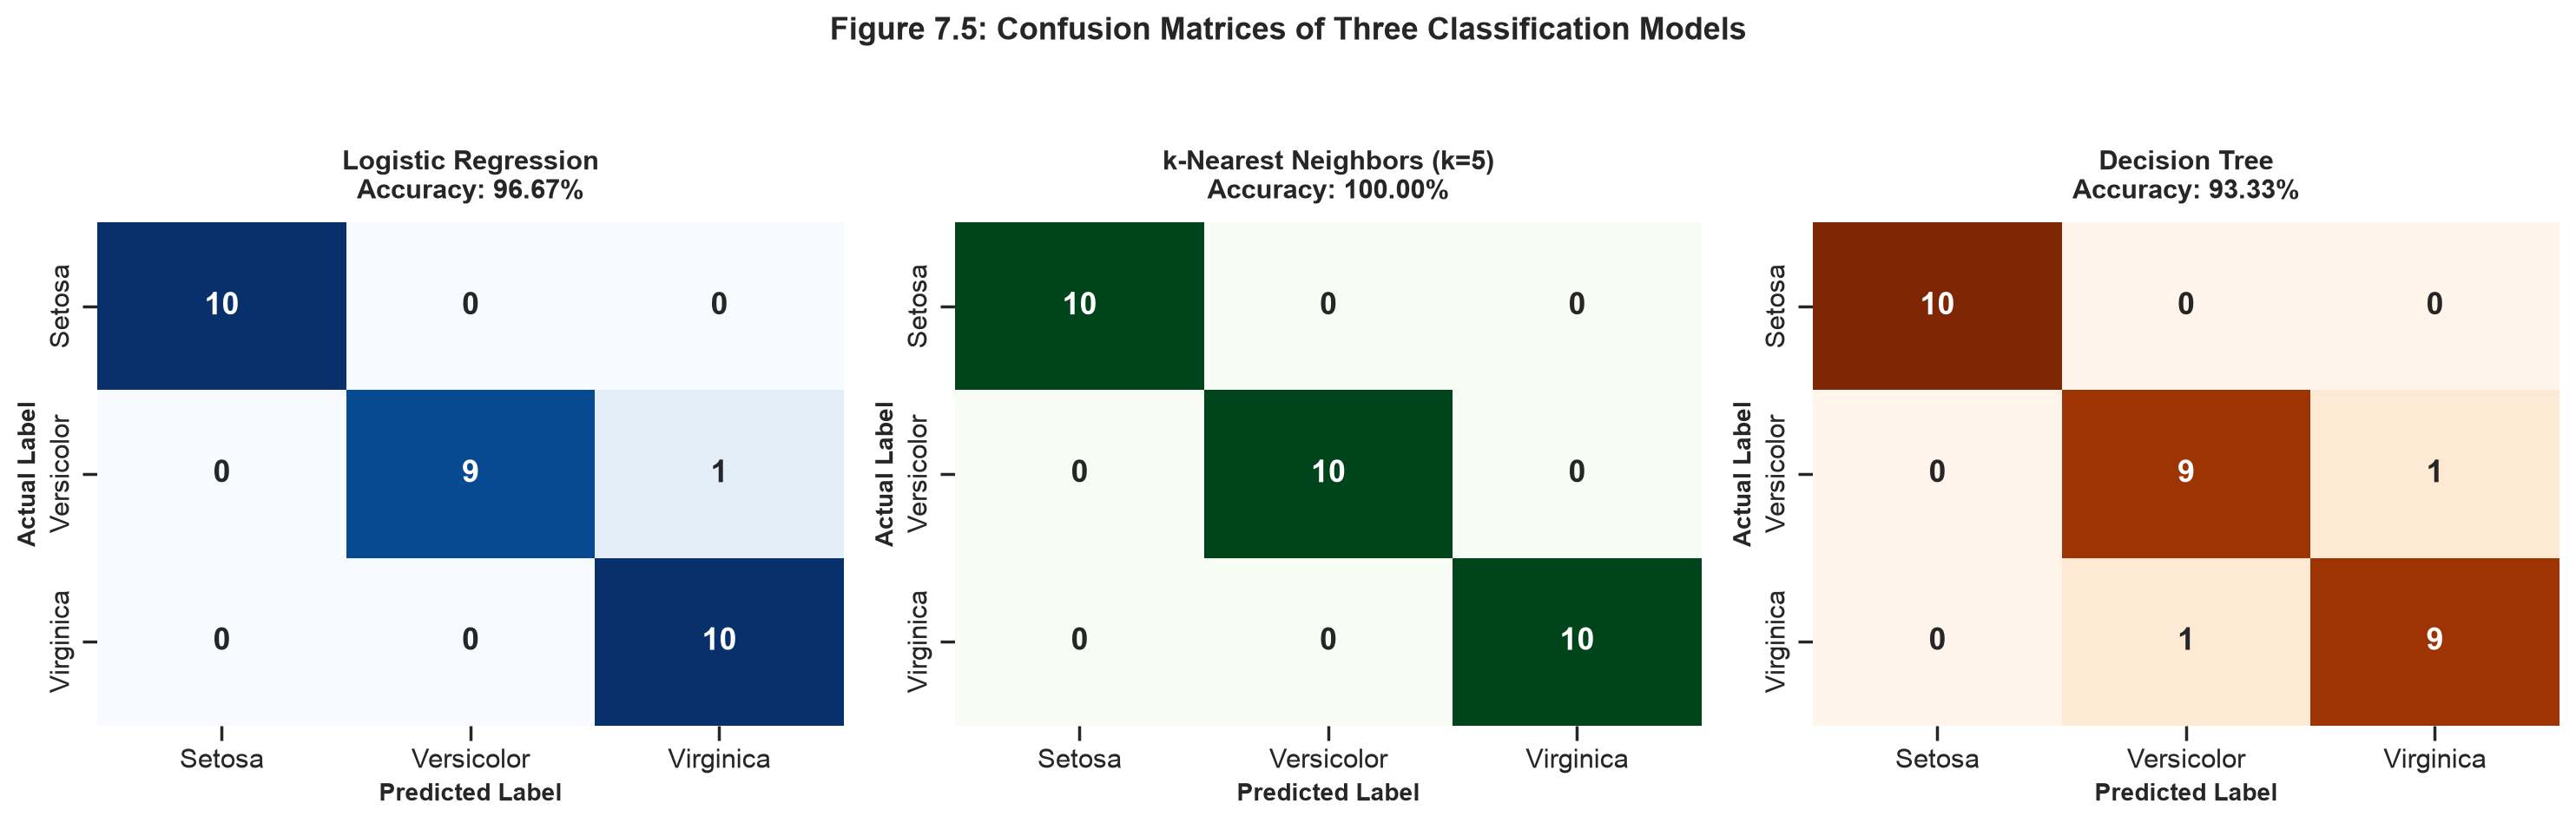 Figure 7.5: Confusion Matrices of Three Classification Models
Logistic Regression
Accuracy: 96.67%
Actual Label
Setosa
10
0
0
Versicolor
0
9
1
Virginica
0
0
10
Setosa
Versicolor
Virginica
Predicted Label
k-Nearest Neighbors (k=5)
Accuracy: 100.00%
Actual Label
Setosa
10
0
0
Versicolor
0
10
0
Virginica
0
0
10
Setosa
Versicolor
Virginica
Predicted Label
Decision Tree
Accuracy: 93.33%
Actual Label
Setosa
10
0
0
Versicolor
0
9
1
Virginica
0
1
9
Setosa
Versicolor
Virginica
Predicted Label